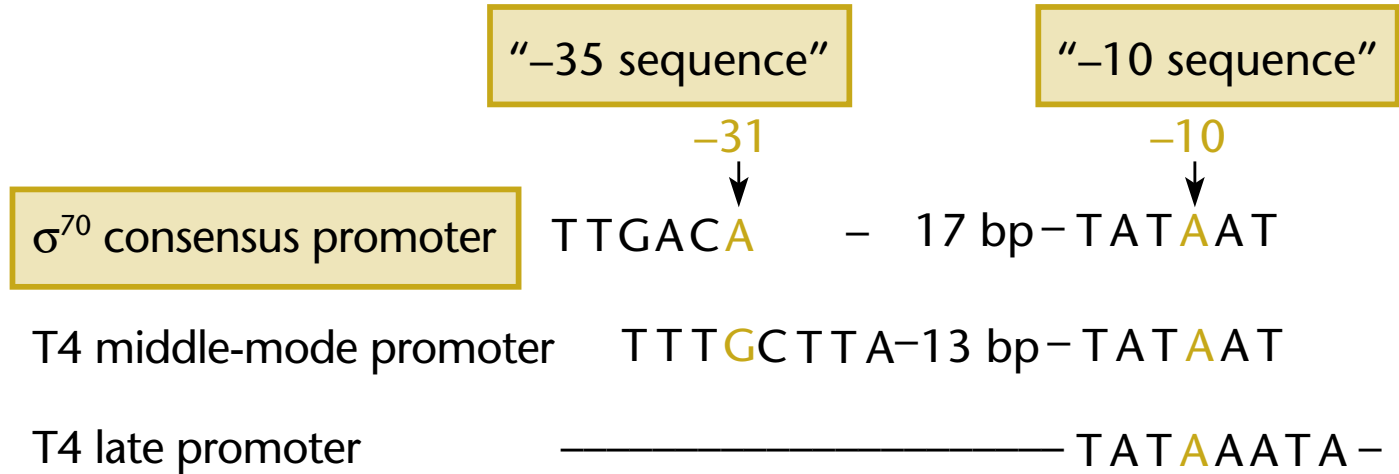 “–35 sequence” “–10 sequence”
–31 –10
σ⁷⁰ consensus promoter TTGACA – 17 bp–TATAAT
T4 middle-mode promoter TTTGCTTA–13 bp–TATAAT
T4 late promoter ————————————TATAAATA–